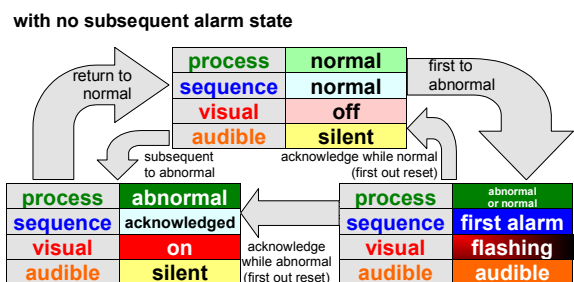 with no subsequent alarm state
process normal
sequence normal
visual off
audible silent
return to
normal
first to
abnormal
subsequent
to abnormal
acknowledge while normal
(first out reset)
process abnormal
sequence acknowledged
visual on
audible silent
acknowledge
while abnormal
(first out reset)
process abnormal
or normal
sequence first alarm
visual flashing
audible audible